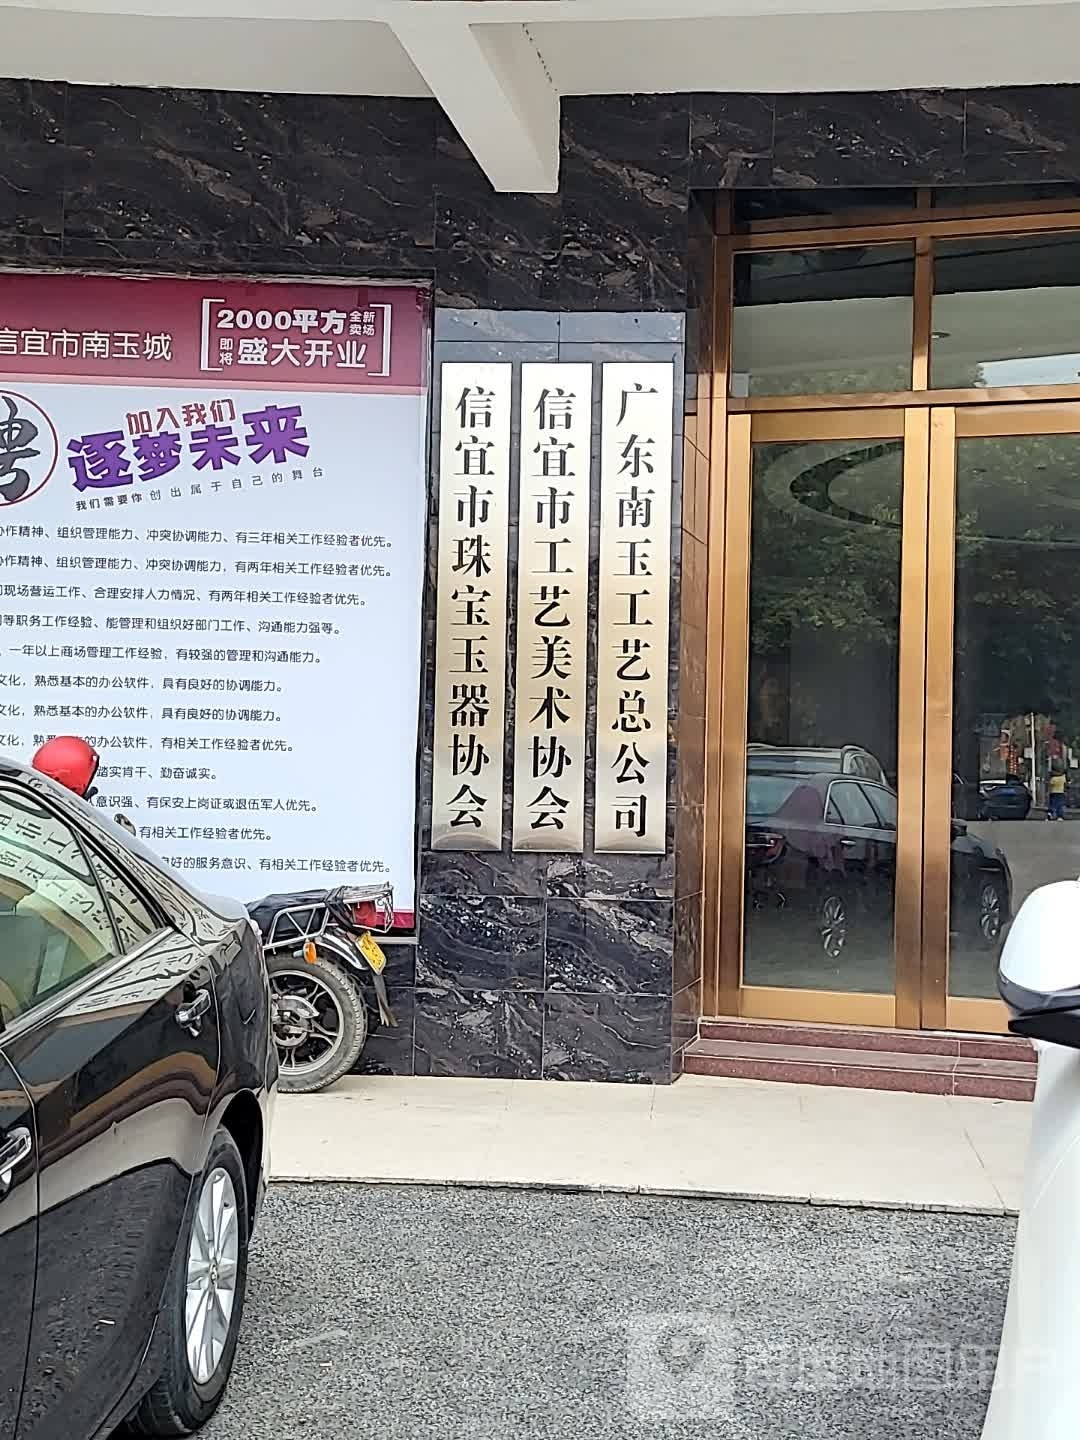 信宜市南玉城
2000平方全新卖场
即将盛大开业
聘
加入我们
逐梦未来
我们需要你创出属于自己的舞台
协作精神、组织管理能力、冲突协调能力、有三年相关工作经验者优先。
协作精神、组织管理能力、冲突协调能力，有两年相关工作经验者优先。
现场营运工作、合理安排人力情况、有两年相关工作经验者优先。
等职务工作经验、能管理和组织好部门工作、沟通能力强等。
，一年以上商场管理工作经验，有较强的管理和沟通能力。
文化，熟悉基本的办公软件，具有良好的协调能力。
文化，熟悉基本的办公软件，具有良好的协调能力。
文化，熟悉 的办公软件，有相关工作经验者优先。
踏实肯干、勤奋诚实。
意识强、有保安上岗证或退伍军人优先。
有相关工作经验者优先。
良好的服务意识、有相关工作经验者优先。
信宜市珠宝玉器协会
信宜市工艺美术协会
广东南玉工艺总公司
百度地图用户